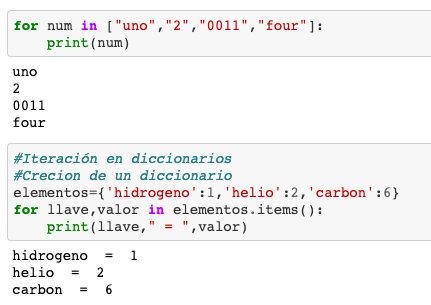 for num in ["uno","2","0011","four"]:
    print(num)
uno
2
0011
four
#Iteración en diccionarios
#Crecion de un diccionario
elementos={'hidrogeno':1,'helio':2,'carbon':6}
for llave,valor in elementos.items():
    print(llave," = ",valor)
hidrogeno  =  1
helio  =  2
carbon  =  6